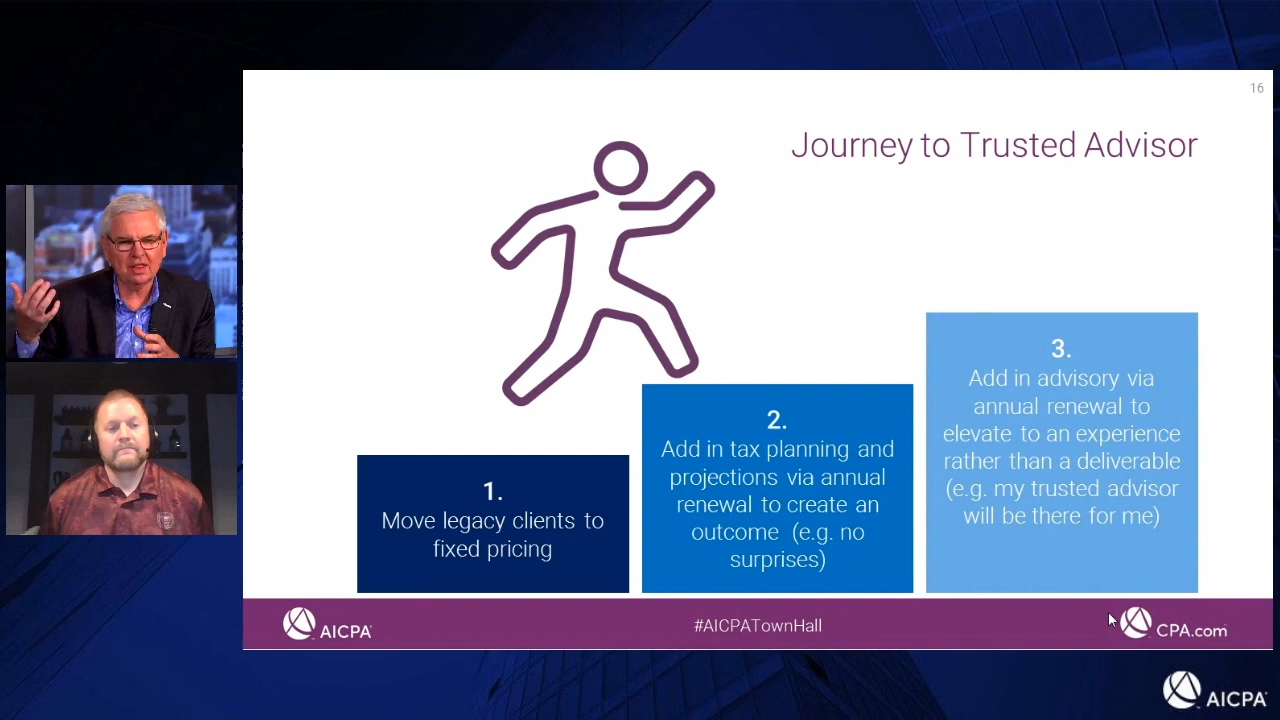 16
Journey to Trusted Advisor
1.
Move legacy clients to
fixed pricing
2.
Add in tax planning and
projections via annual
renewal to create an
outcome (e.g. no
surprises)
3.
Add in advisory via
annual renewal to
elevate to an experience
rather than a deliverable
(e.g. my trusted advisor
will be there for me)
AICPA
#AICPATownHall
CPA.com
AICPA